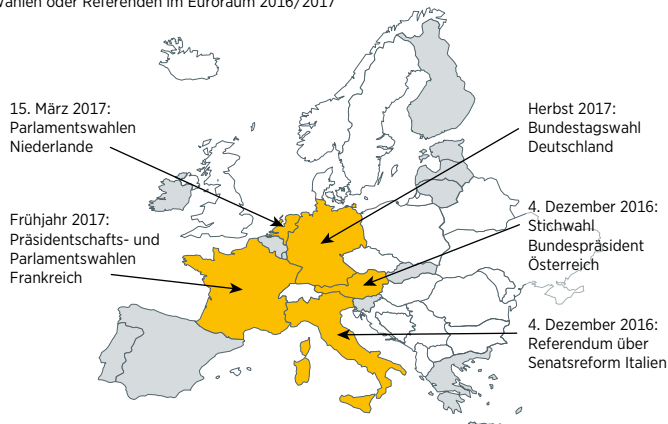 Wahlen oder Referenden im Euroraum 2016/2017
15. März 2017:
Parlamentswahlen
Niederlande
Frühjahr 2017:
Präsidentschafts- und
Parlamentswahlen
Frankreich
Herbst 2017:
Bundestagswahl
Deutschland
4. Dezember 2016:
Stichwahl
Bundespräsident
Österreich
4. Dezember 2016:
Referendum über
Senatsreform Italien